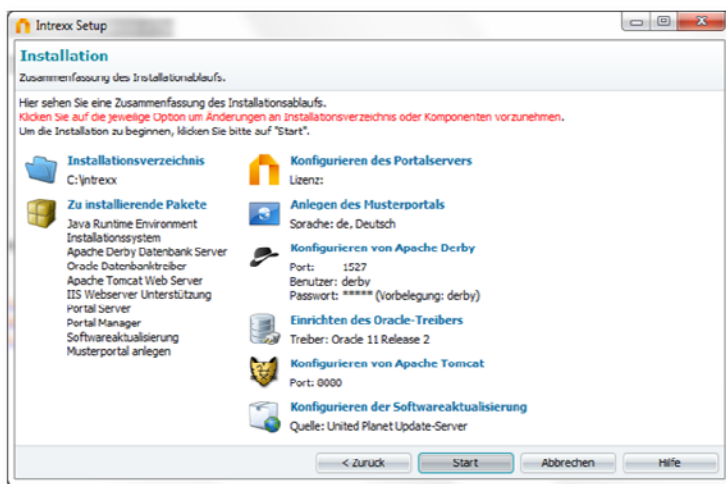 Intrexx Setup
Installation
Zusammenfassung des Installationablaufs.
Hier sehen Sie eine Zusammenfassung des Installationsablaufs.
Klicken Sie auf die jeweilige Option um Änderungen an Installationsverzeichnis oder Komponenten vorzunehmen.
Um die Installation zu beginnen, klicken Sie bitte auf "Start".
Installationsverzeichnis
C:\intrexx
Zu installierende Pakete
Java Runtime Environment
Installationssystem
Apache Derby Datenbank Server
Oracle Datenbanktreiber
Apache Tomcat Web Server
IIS Webserver Unterstützung
Portal Server
Portal Manager
Softwareaktualisierung
Musterportal anlegen
Konfigurieren des Portalservers
Lizenz:
Anlegen des Musterportals
Sprache: de, Deutsch
Konfigurieren von Apache Derby
Port: 1527
Benutzer: derby
Passwort: ***** (Vorbelegung: derby)
Einrichten des Oracle-Treibers
Treiber: Oracle 11 Release 2
Konfigurieren von Apache Tomcat
Port:
Konfigurieren der Softwareaktualisierung
Quelle: United Planet Update-Server
< Zurück
Start
Abbrechen
Hilfe